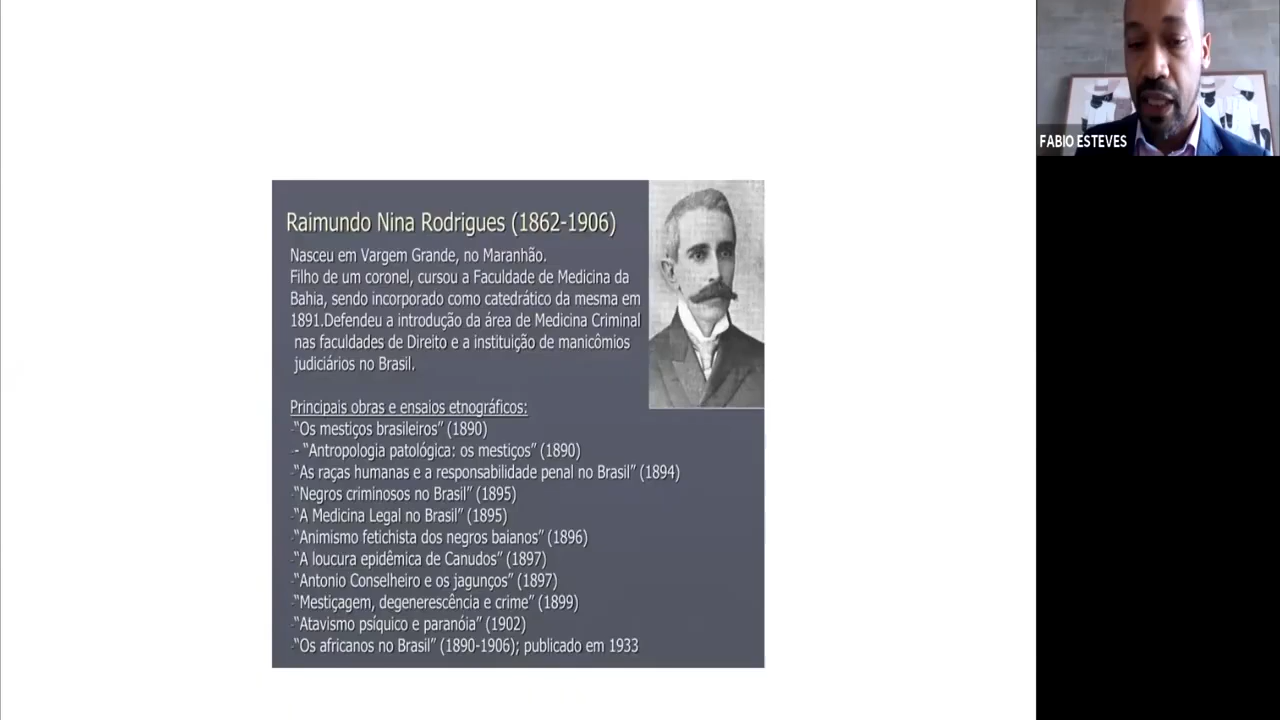 Raimundo Nina Rodrigues (1862-1906)
Nasceu em Vargem Grande, no Maranhão.
Filho de um coronel, cursou a Faculdade de Medicina da
Bahia, sendo incorporado como catedrático da mesma em
1891.Defendeu a introdução da área de Medicina Criminal
nas faculdades de Direito e a instituição de manicômios
judiciários no Brasil.
Principais obras e ensaios etnográficos:
-“Os mestiços brasileiros” (1890)
-- “Antropologia patológica: os mestiços” (1890)
-“As raças humanas e a responsabilidade penal no Brasil” (1894)
-“Negros criminosos no Brasil” (1895)
-“A Medicina Legal no Brasil” (1895)
-“Animismo fetichista dos negros baianos” (1896)
-“A loucura epidêmica de Canudos” (1897)
-“Antonio Conselheiro e os jagunços” (1897)
-“Mestiçagem, degenerescência e crime” (1899)
-“Atavismo psíquico e paranóia” (1902)
-“Os africanos no Brasil” (1890-1906); publicado em 1933
FABIO ESTEVES